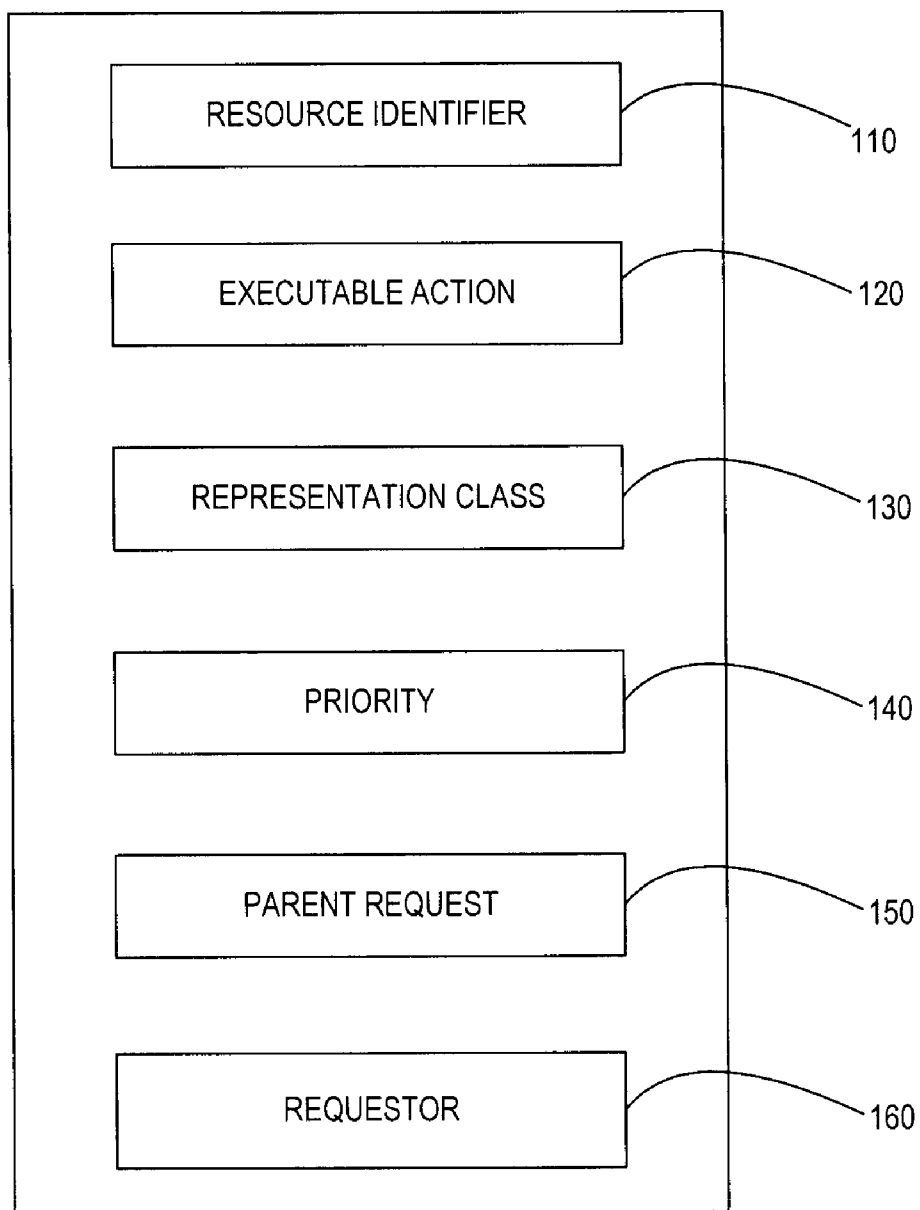 RESOURCE IDENTIFIER
110
EXECUTABLE ACTION
120
REPRESENTATION CLASS
130
PRIORITY
140
PARENT REQUEST
150
REQUESTOR
160